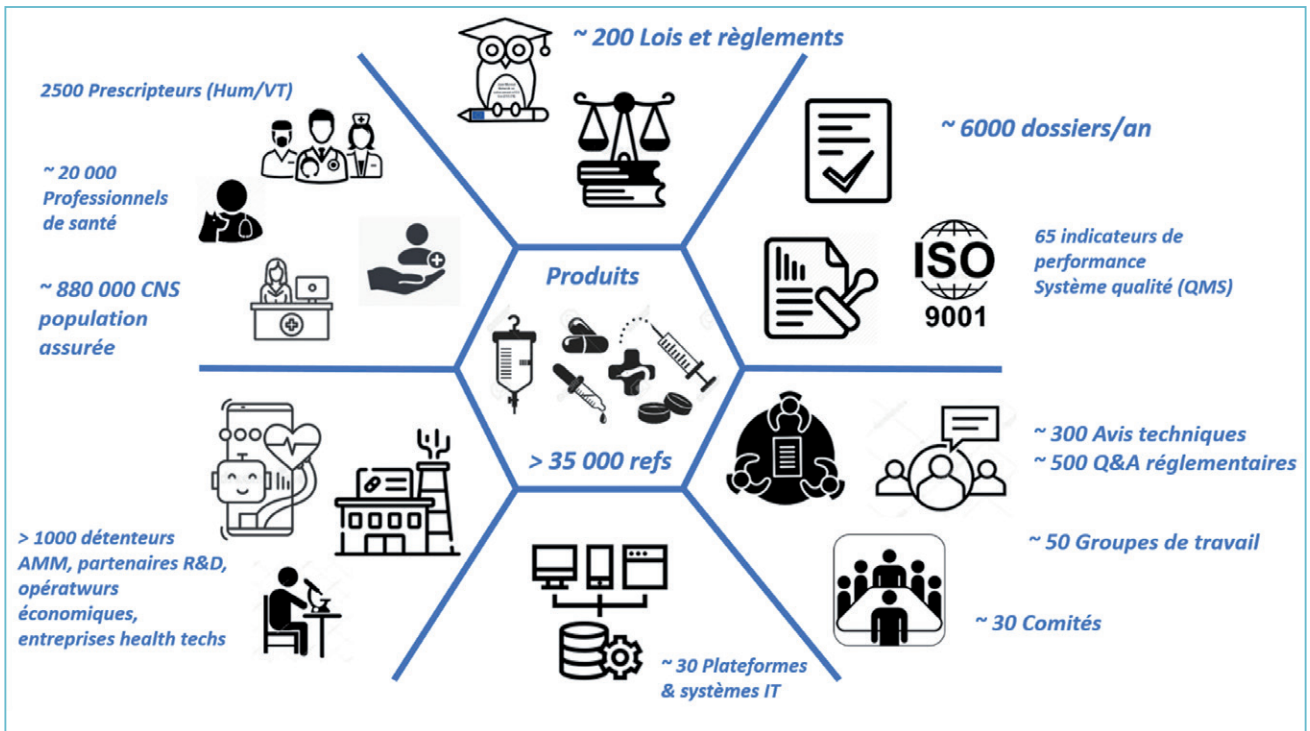 ~ 200 Lois et règlements
2500 Prescripteurs (Hum/VT)
~ 20 000
Professionnels
de santé
~ 880 000 CNS
population
assurée
~ 6000 dossiers/an
65 indicateurs de
performance
Système qualité (QMS)
ISO
9001
Produits
> 35 000 refs
~ 300 Avis techniques
~ 500 Q&A réglementaires
~ 50 Groupes de travail
~ 30 Comités
> 1000 détenteurs
AMM, partenaires R&D,
opératwurs
économiques,
entreprises health techs
~ 30 Plateformes
& systèmes IT